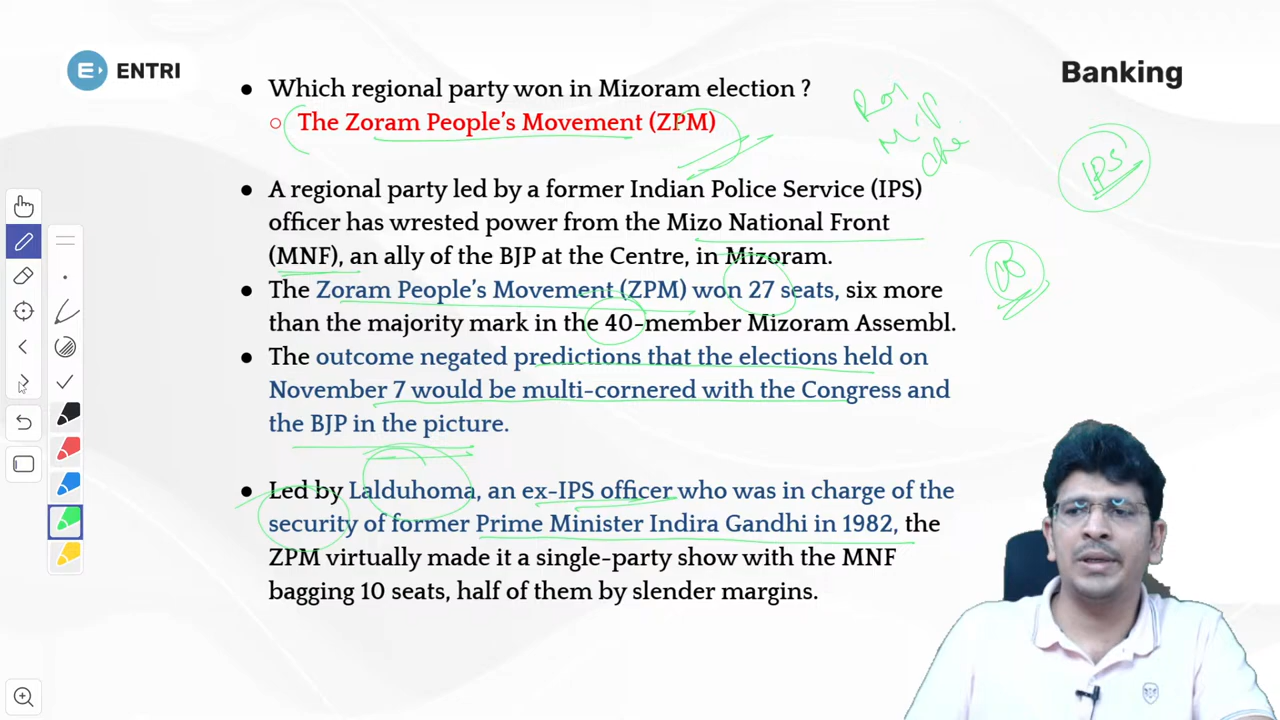 ENTRI
Banking
● Which regional party won in Mizoram election ?
○ The Zoram People's Movement (ZPM)
● A regional party led by a former Indian Police Service (IPS)
officer has wrested power from the Mizo National Front
(MNF), an ally of the BJP at the Centre, in Mizoram.
● The Zoram People's Movement (ZPM) won 27 seats, six more
than the majority mark in the 40-member Mizoram Assembl.
● The outcome negated predictions that the elections held on
November 7 would be multi-cornered with the Congress and
the BJP in the picture.
● Led by Lalduhoma, an ex-IPS officer who was in charge of the
security of former Prime Minister Indira Gandhi in 1982, the
ZPM virtually made it a single-party show with the MNF
bagging 10 seats, half of them by slender margins.
IPS